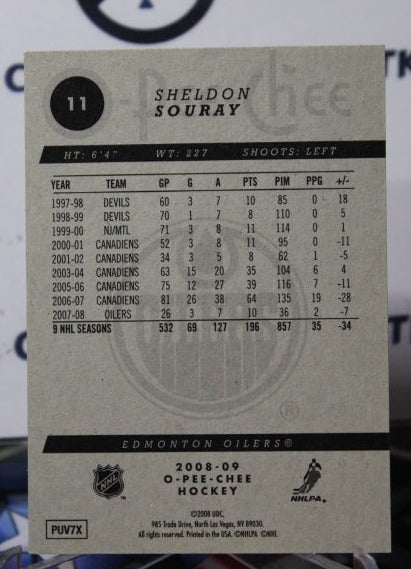 11
SHELDON
SOURAY
O-Pee-Chee
HT: 6'4" WT: 227 SHOOTS: LEFT
YEAR TEAM GP G A PTS PIM PPG +/-
1997-98 DEVILS 60 3 7 10 85 0 18
1998-99 DEVILS 70 1 7 8 110 0 5
1999-00 NJ/MTL 71 3 8 11 114 0 1
2000-01 CANADIENS 52 3 8 11 95 0 -11
2001-02 CANADIENS 34 3 5 8 62 1 -5
2003-04 CANADIENS 63 15 20 35 104 6 4
2005-06 CANADIENS 75 12 27 39 116 7 -11
2006-07 CANADIENS 81 26 38 64 135 19 -28
2007-08 OILERS 26 3 7 10 36 2 -7
9 NHL SEASONS 532 69 127 196 857 35 -34
OILERS
®
EDMONTON OILERS®
NHL
2008-09
O-PEE-CHEE
HOCKEY
NHLPA
©2008 UDC,
985 Trade Drive, North Las Vegas, NV 89030.
All rights reserved. Printed in the USA. ©NHLPA ©NHL
PUV7X